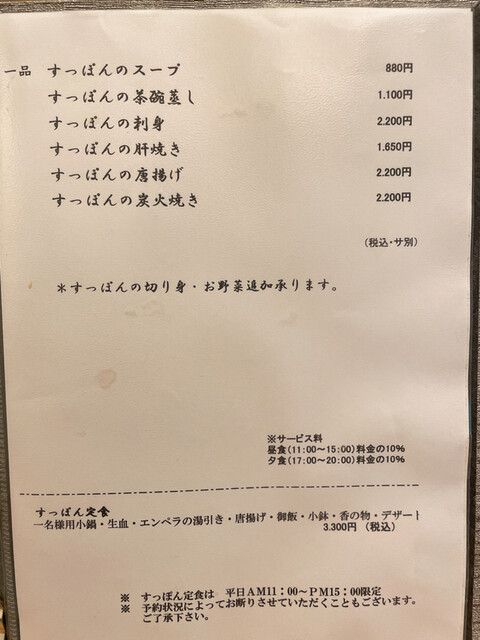 一品 すっぽんのスープ 880円
すっぽんの茶碗蒸し 1.100円
すっぽんの刺身 2.200円
すっぽんの肝焼き 1.650円
すっぽんの唐揚げ 2.200円
すっぽんの炭火焼き 2.200円
(税込・サ別)
＊すっぽんの切り身・お野菜追加承ります。
※サービス料
昼食(11:00～15:00)料金の10%
夕食(17:00～20:00)料金の10%
すっぽん定食
一名様用小鍋・生血・エンペラの湯引き・唐揚げ・御飯・小鉢・香の物・デザート
3.300円 (税込)
※ すっぽん定食は 平日AM11：00～PM15：00限定
※ 予約状況によってお断りさせていただくこともございます。
ご了承下さい。